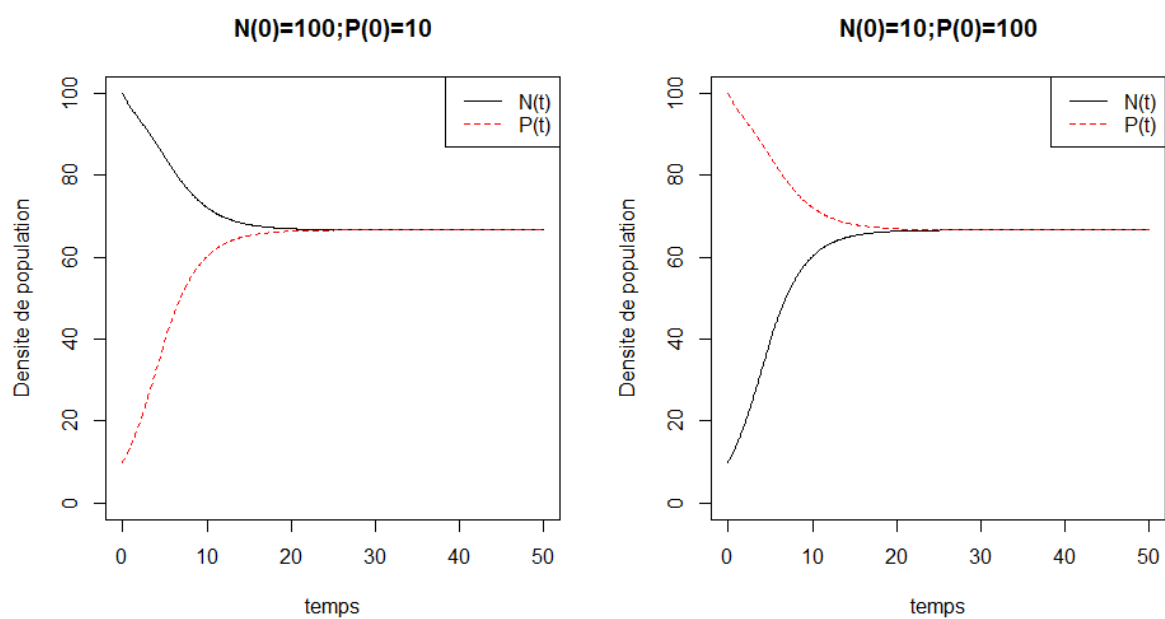 N(0)=100;P(0)=10
Densite de population
100
80
60
40
20
0
N(t)
P(t)
0 10 20 30 40 50
temps
N(0)=10;P(0)=100
Densite de population
100
80
60
40
20
0
N(t)
P(t)
0 10 20 30 40 50
temps